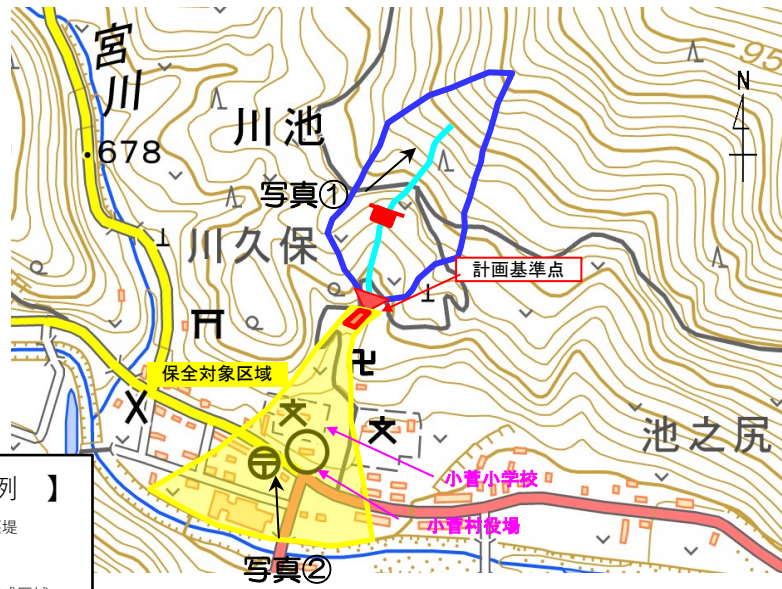 宮川
95
N
川池
678
写真①
川久保
計画基準点
保全対象区域
池之尻
小菅小学校
小菅村役場
列 】
堤
写真②